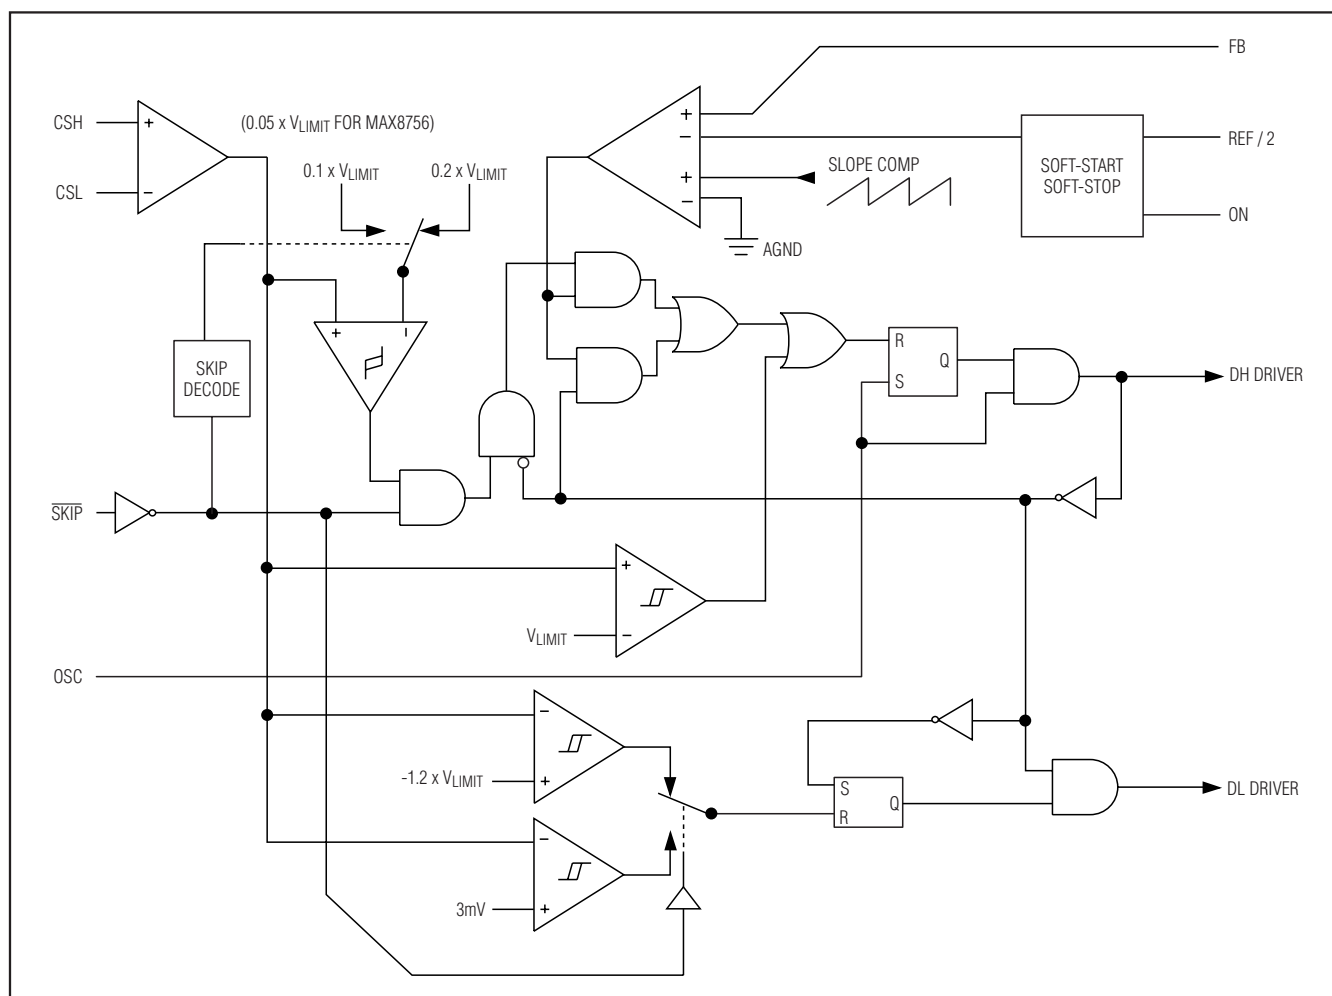 FB
CSH
+
(0.05 x VLIMIT FOR MAX8756)
+
−
REF / 2
0.1 x VLIMIT
0.2 x VLIMIT
SLOPE COMP
SOFT-START
SOFT-STOP
CSL
−
+
−
ON
AGND
+
−
R
Q
S
SKIP
DECODE
DH DRIVER
S̅K̅I̅P̅
+
VLIMIT
−
OSC
−
-1.2 x VLIMIT
+
S
Q
R
DL DRIVER
−
3mV
+